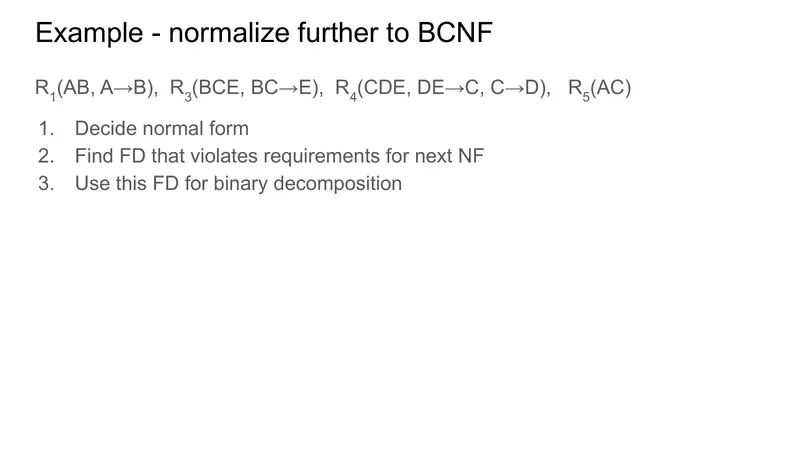 Example - normalize further to BCNF
R₁(AB, A→B), R₃(BCE, BC→E), R₄(CDE, DE→C, C→D), R₅(AC)
1. Decide normal form
2. Find FD that violates requirements for next NF
3. Use this FD for binary decomposition